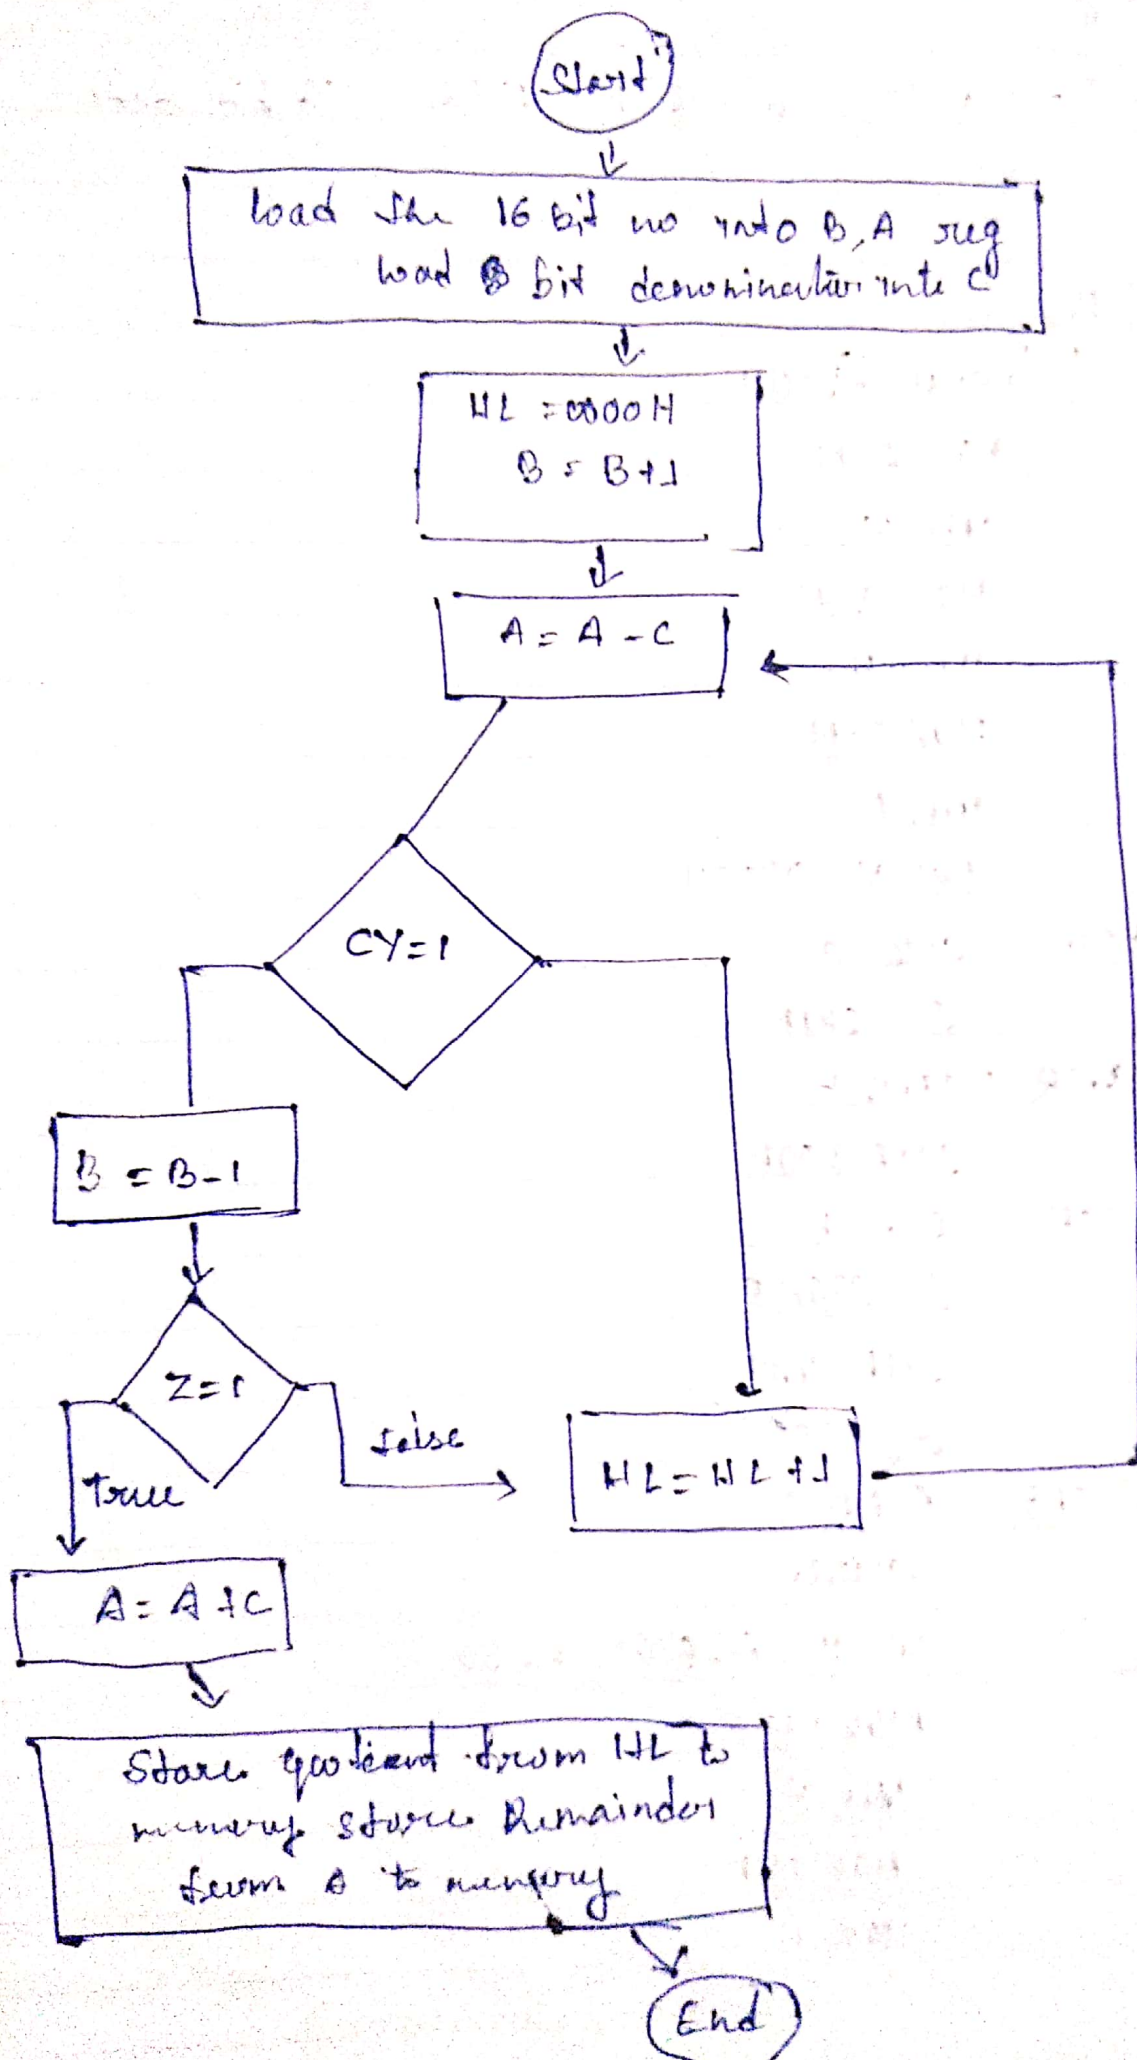 Start
load the 16 bit no into B, A reg
load 8 bit denominator into C
HL = 0000H
B = B+1
A = A - C
CY=1
B = B-1
Z=1
false
True
HL = HL +1
A = A +C
Store quotient from HL to
memory store Remainder
from A to memory
End